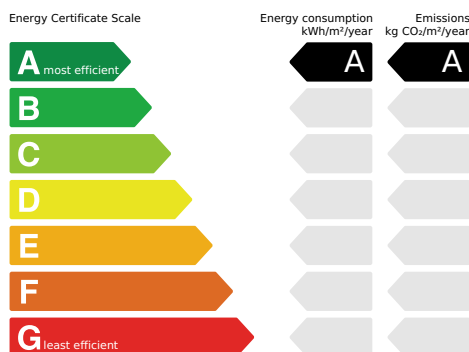 Energy Certificate Scale
Energy consumption
kWh/m²/year
Emissions
kg CO₂/m²/year
A most efficient
A
A
B
C
D
E
F
G least efficient